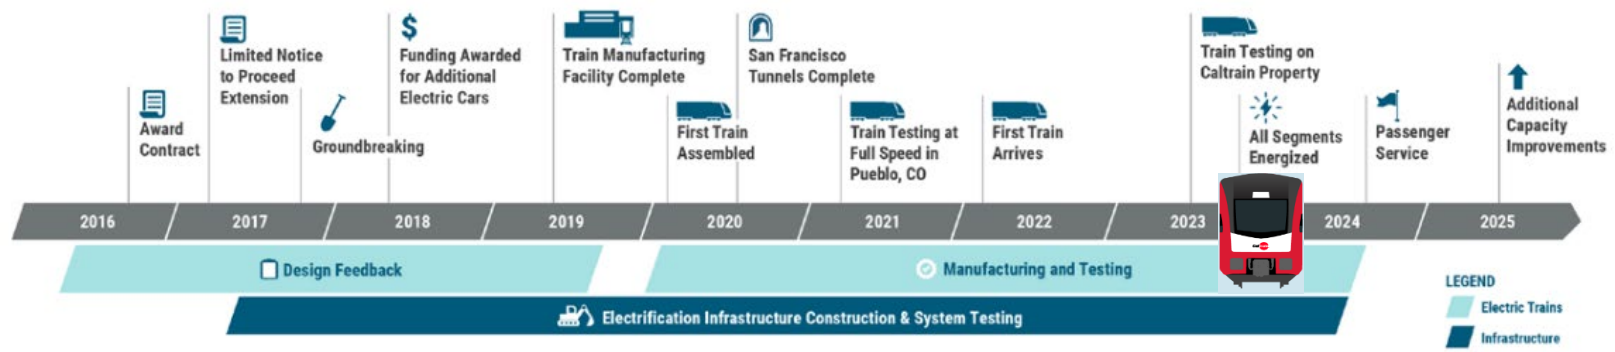 Award
Contract
Limited Notice
to Proceed
Extension
Groundbreaking
$
Funding Awarded
for Additional
Electric Cars
Train Manufacturing
Facility Complete
First Train
Assembled
San Francisco
Tunnels Complete
Train Testing at
Full Speed in
Pueblo, CO
First Train
Arrives
Train Testing on
Caltrain Property
All Segments
Energized
Passenger
Service
Additional
Capacity
Improvements
2016 2017 2018 2019 2020 2021 2022 2023 2024 2025
Design Feedback
Manufacturing and Testing
Electrification Infrastructure Construction & System Testing
LEGEND
Electric Trains
Infrastructure